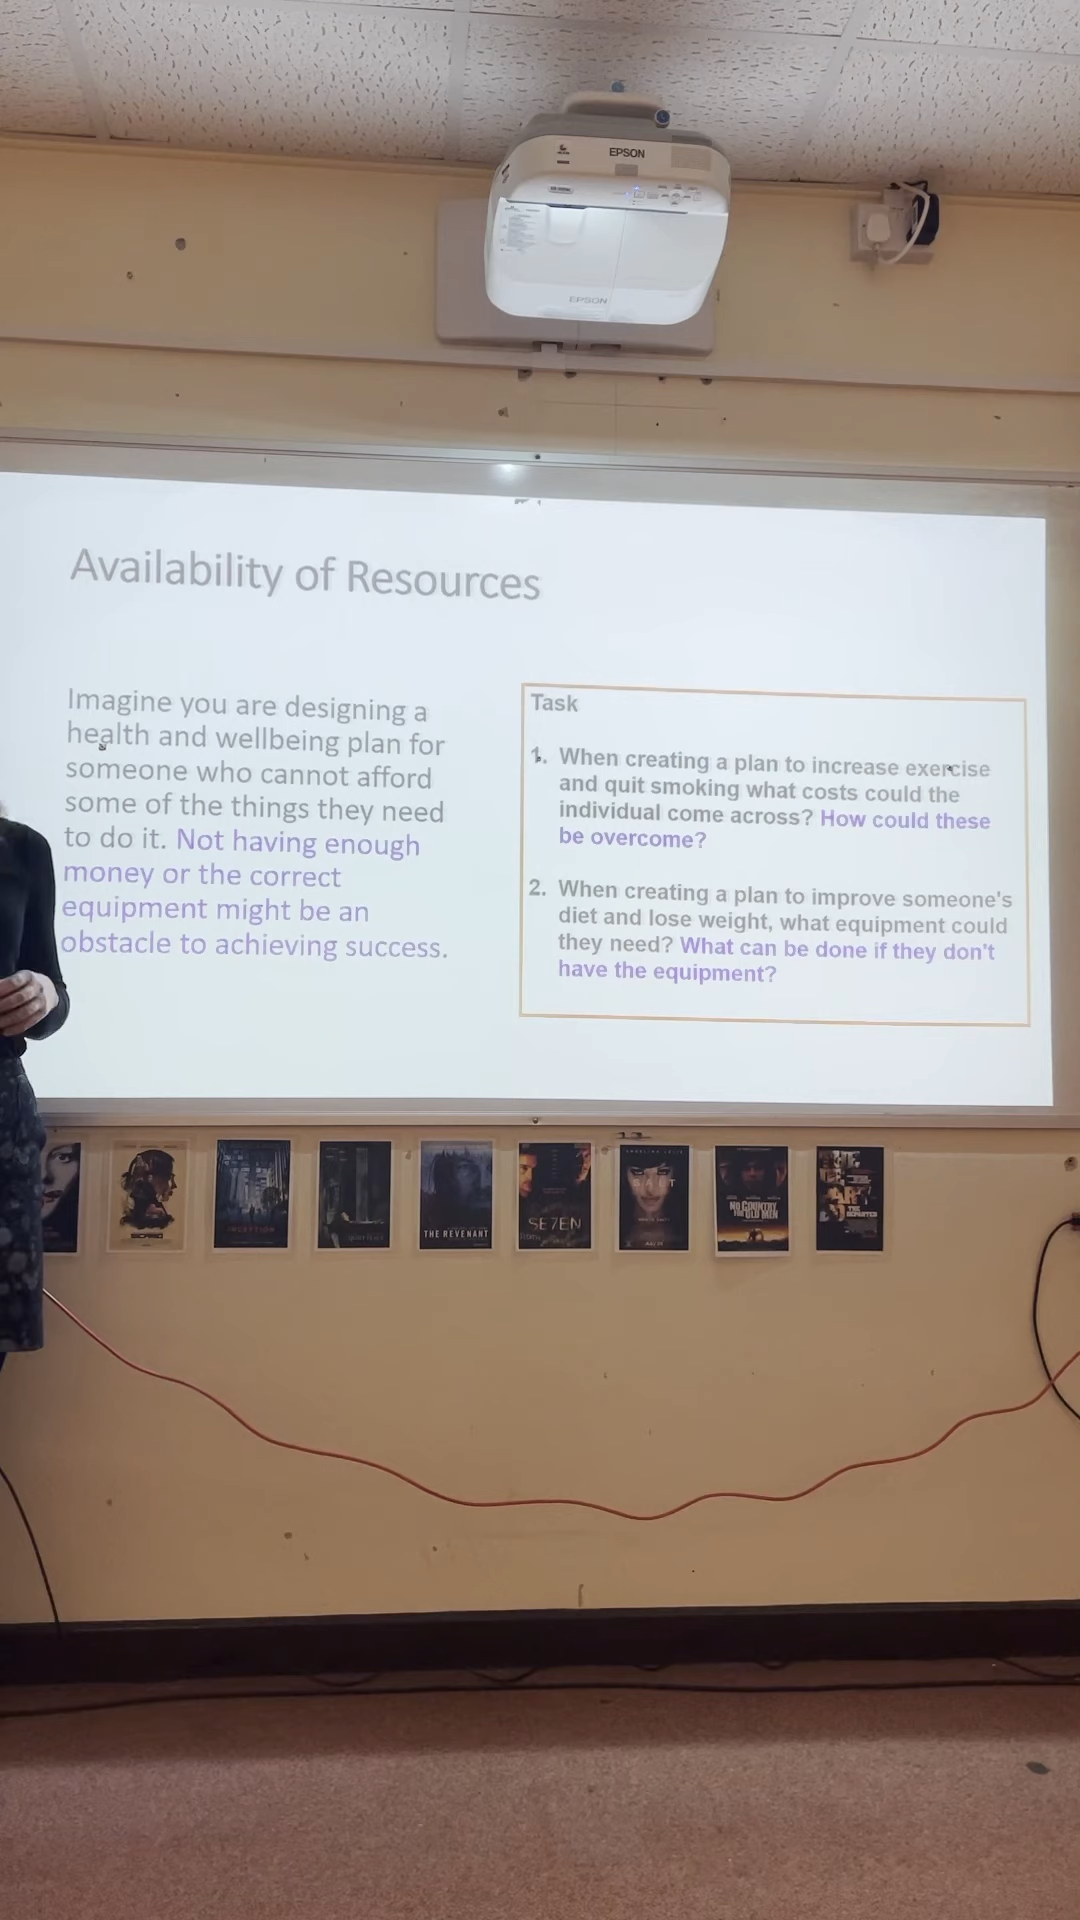 EPSON
EPSON
Availability of Resources
Imagine you are designing a
health and wellbeing plan for
someone who cannot afford
some of the things they need
to do it. Not having enough
money or the correct
equipment might be an
obstacle to achieving success.
Task
1. When creating a plan to increase exercise
and quit smoking what costs could the
individual come across? How could these
be overcome?
2. When creating a plan to improve someone's
diet and lose weight, what equipment could
they need? What can be done if they don't
have the equipment?
SICARIO
INCEPTION
THE REVENANT
SE7EN
SALT
NO COUNTRY
FOR OLD MEN
THE DEPARTED